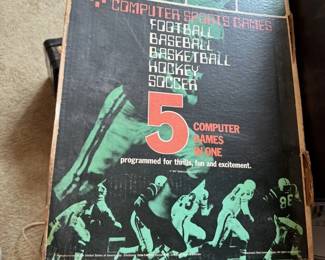 COMPUTER SPORTS GAMES
FOOTBALL
BASEBALL
BASKETBALL
HOCKEY
SOCCER
5
COMPUTER
GAMES
IN ONE
programmed for thrills, fun and excitement.